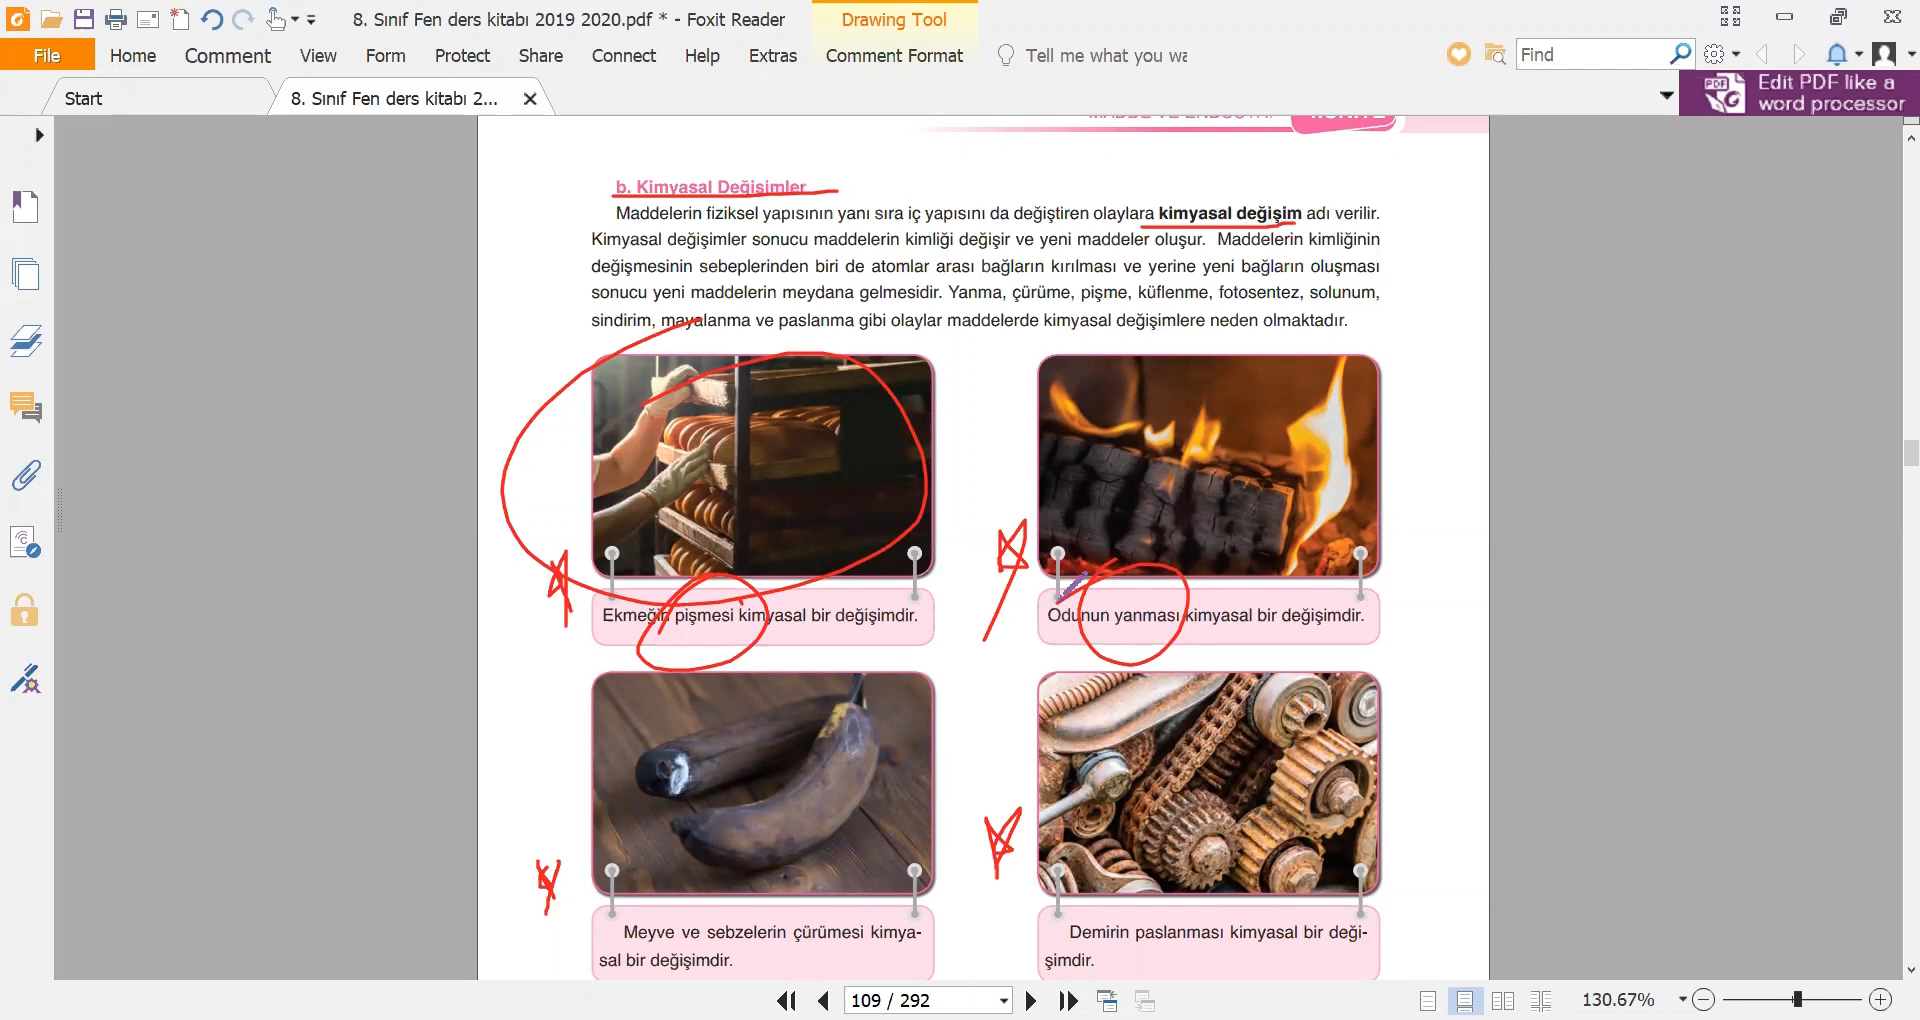 8. Sınıf Fen ders kitabı 2019 2020.pdf * - Foxit Reader
Drawing Tool
File Home Comment View Form Protect Share Connect Help Extras Comment Format Tell me what you wa Find
Start
8. Sınıf Fen ders kitabı 2...
Edit PDF like a
word processor
b. Kimyasal Değişimler
Maddelerin fiziksel yapısının yanı sıra iç yapısını da değiştiren olaylara kimyasal değişim adı verilir.
Kimyasal değişimler sonucu maddelerin kimliği değişir ve yeni maddeler oluşur. Maddelerin kimliğinin
değişmesinin sebeplerinden biri de atomlar arası bağların kırılması ve yerine yeni bağların oluşması
sonucu yeni maddelerin meydana gelmesidir. Yanma, çürüme, pişme, küflenme, fotosentez, solunum,
sindirim, mayalanma ve paslanma gibi olaylar maddelerde kimyasal değişimlere neden olmaktadır.
Ekmeğin pişmesi kimyasal bir değişimdir.
Odunun yanması kimyasal bir değişimdir.
Meyve ve sebzelerin çürümesi kimya-
sal bir değişimdir.
Demirin paslanması kimyasal bir deği-
şimdir.
109 / 292
130.67%